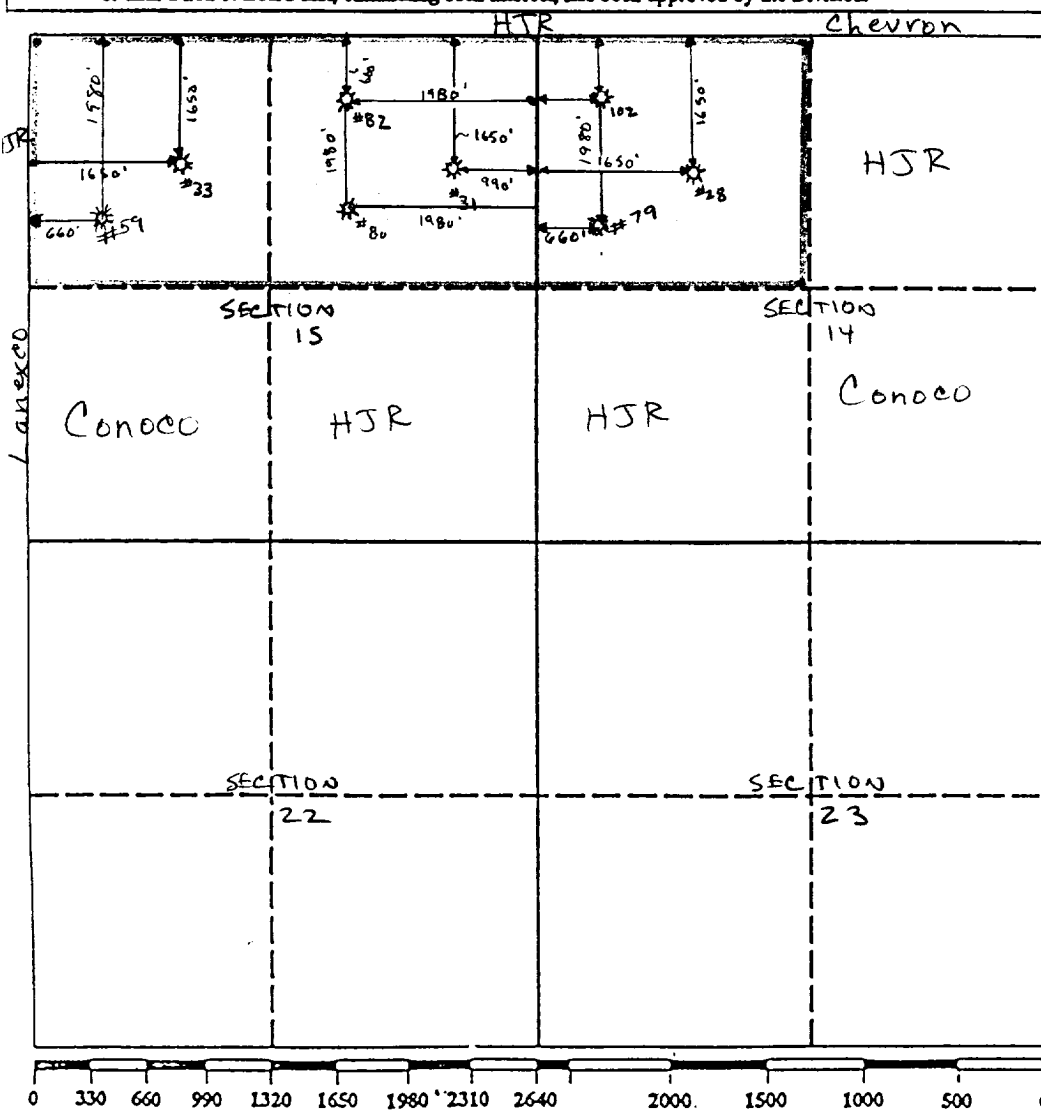 HJR Chevron
1980' 1650' 660' 1980' #82 102 1650'
HJR
1650' #33 1980' ~1650' 990' #31 1980' 1650' #28
660' #59 #80 1980' 660' #79
SECTION 15 SECTION 14
Lanexco Conoco HJR HJR Conoco
SECTION 22 SECTION 23
0 330 660 990 1320 1650 1980 2310 2640 2000 1500 1000 500